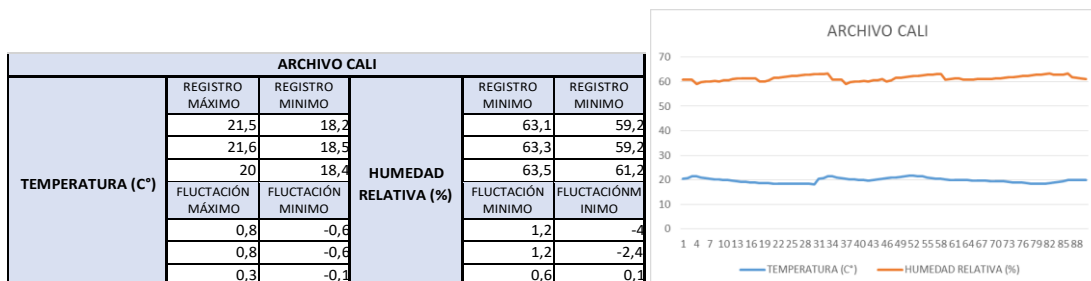 ARCHIVO CALI
REGISTRO MÁXIMO REGISTRO MINIMO REGISTRO MINIMO REGISTRO MINIMO
21,5 18,2 63,1 59,2
21,6 18,5 63,3 59,2
20 18,4 63,5 61,2
TEMPERATURA (C°) HUMEDAD RELATIVA (%)
FLUCTACIÓN MÁXIMO FLUCTACIÓN MINIMO FLUCTACIÓN MINIMO FLUCTACIÓNM INIMO
0,8 -0,6 1,2 -4
0,8 -0,6 1,2 -2,4
0,3 -0,1 0,6 0,1
ARCHIVO CALI
70
60
50
40
30
20
10
0
1 4 7 10 13 16 19 22 25 28 31 34 37 40 43 46 49 52 55 58 61 64 67 70 73 76 79 82 85 88
TEMPERATURA (C°) HUMEDAD RELATIVA (%)